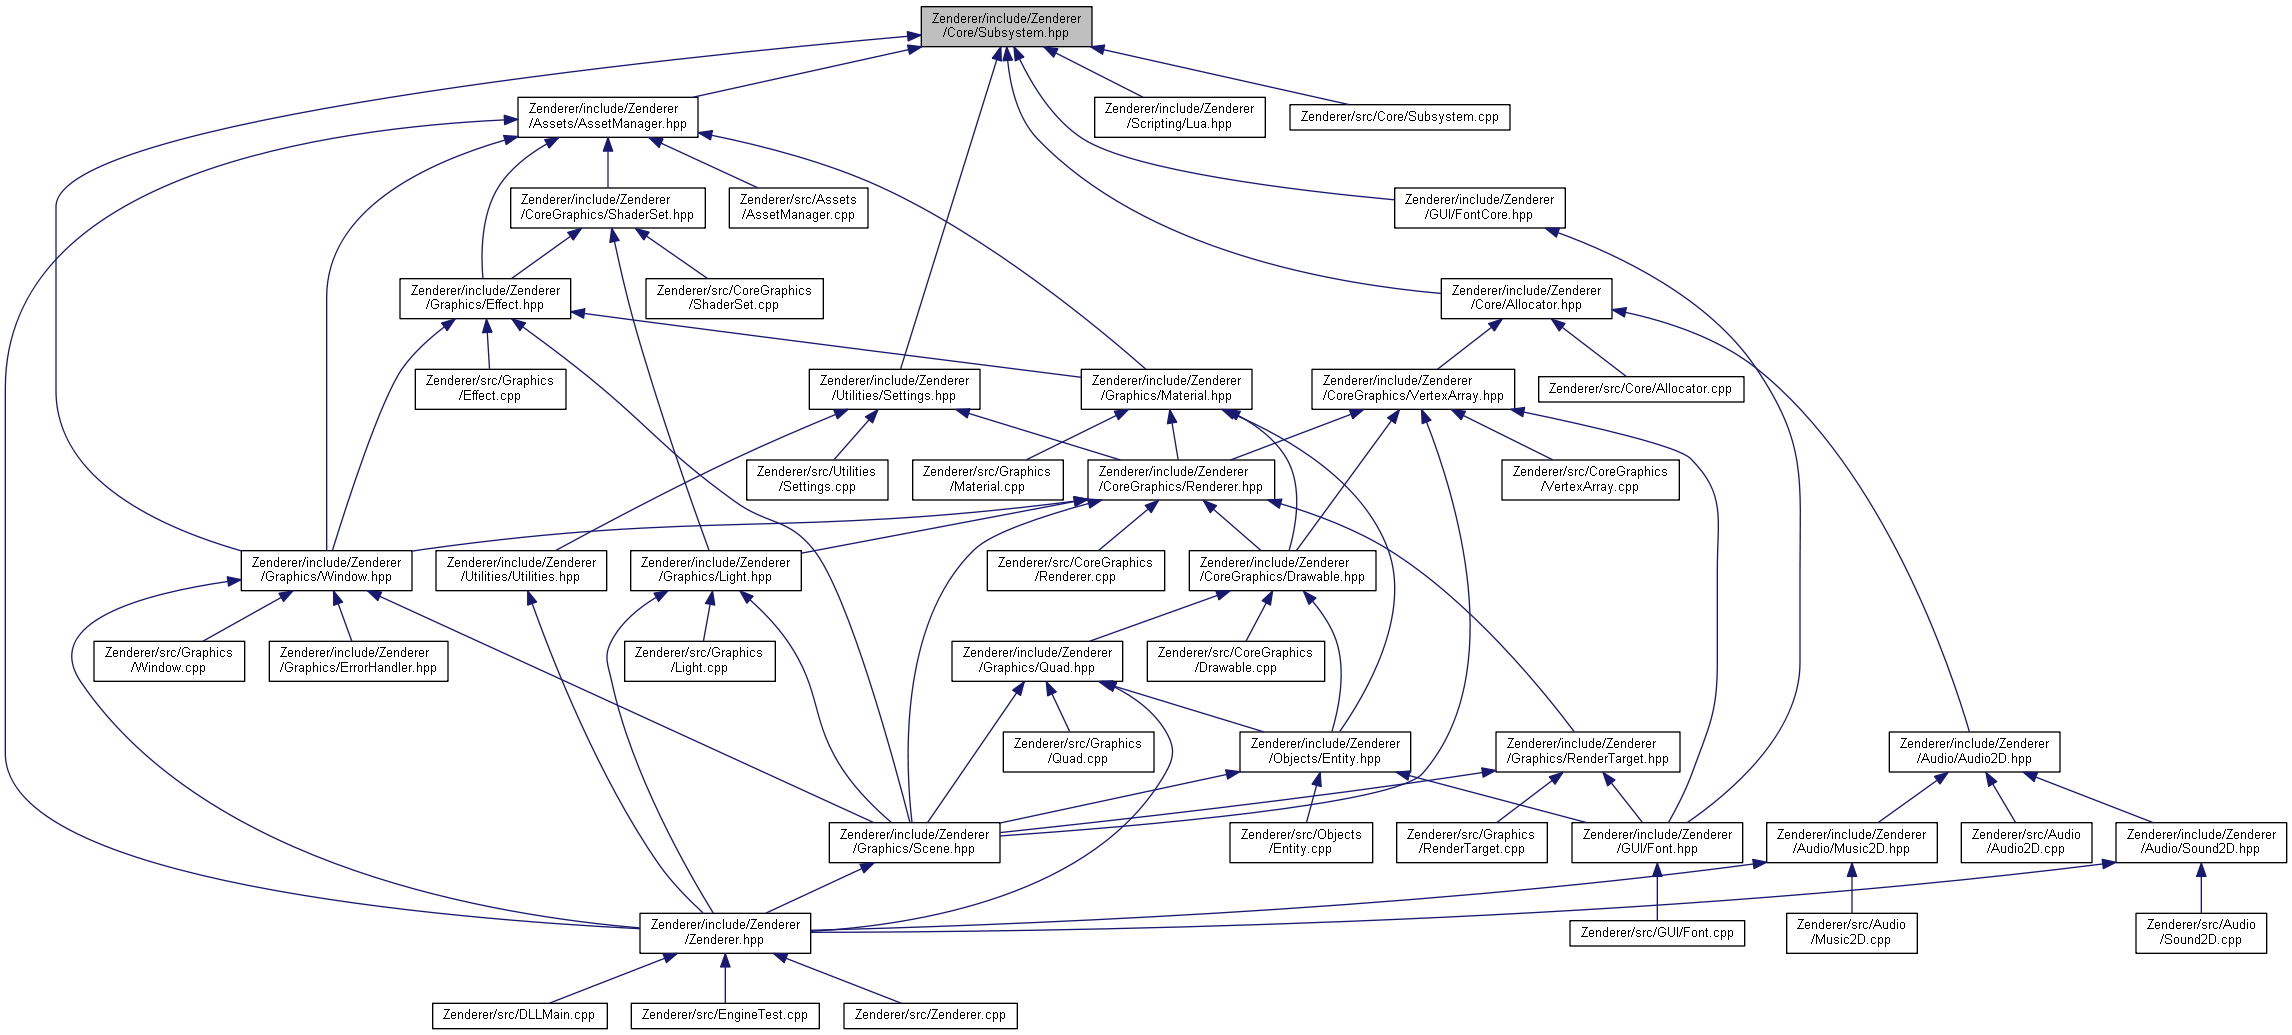 Zenderer/include/Zenderer
/Core/Subsystem.hpp
Zenderer/include/Zenderer
/Assets/AssetManager.hpp
Zenderer/include/Zenderer
/Scripting/Lua.hpp
Zenderer/src/Core/Subsystem.cpp
Zenderer/include/Zenderer
/CoreGraphics/ShaderSet.hpp
Zenderer/src/Assets
/AssetManager.cpp
Zenderer/include/Zenderer
/GUI/FontCore.hpp
Zenderer/include/Zenderer
/Graphics/Effect.hpp
Zenderer/src/CoreGraphics
/ShaderSet.cpp
Zenderer/include/Zenderer
/Core/Allocator.hpp
Zenderer/src/Graphics
/Effect.cpp
Zenderer/include/Zenderer
/Utilities/Settings.hpp
Zenderer/include/Zenderer
/Graphics/Material.hpp
Zenderer/include/Zenderer
/CoreGraphics/VertexArray.hpp
Zenderer/src/Core/Allocator.cpp
Zenderer/src/Utilities
/Settings.cpp
Zenderer/src/Graphics
/Material.cpp
Zenderer/include/Zenderer
/CoreGraphics/Renderer.hpp
Zenderer/src/CoreGraphics
/VertexArray.cpp
Zenderer/include/Zenderer
/Graphics/Window.hpp
Zenderer/include/Zenderer
/Utilities/Utilities.hpp
Zenderer/include/Zenderer
/Graphics/Light.hpp
Zenderer/src/CoreGraphics
/Renderer.cpp
Zenderer/include/Zenderer
/CoreGraphics/Drawable.hpp
Zenderer/src/Graphics
/Window.cpp
Zenderer/include/Zenderer
/Graphics/ErrorHandler.hpp
Zenderer/src/Graphics
/Light.cpp
Zenderer/include/Zenderer
/Graphics/Quad.hpp
Zenderer/src/CoreGraphics
/Drawable.cpp
Zenderer/src/Graphics
/Quad.cpp
Zenderer/include/Zenderer
/Objects/Entity.hpp
Zenderer/include/Zenderer
/Graphics/RenderTarget.hpp
Zenderer/include/Zenderer
/Audio/Audio2D.hpp
Zenderer/include/Zenderer
/Graphics/Scene.hpp
Zenderer/src/Objects
/Entity.cpp
Zenderer/src/Graphics
/RenderTarget.cpp
Zenderer/include/Zenderer
/GUI/Font.hpp
Zenderer/include/Zenderer
/Audio/Music2D.hpp
Zenderer/src/Audio
/Audio2D.cpp
Zenderer/include/Zenderer
/Audio/Sound2D.hpp
Zenderer/include/Zenderer
/Zenderer.hpp
Zenderer/src/GUI/Font.cpp
Zenderer/src/Audio
/Music2D.cpp
Zenderer/src/Audio
/Sound2D.cpp
Zenderer/src/DLLMain.cpp
Zenderer/src/EngineTest.cpp
Zenderer/src/Zenderer.cpp